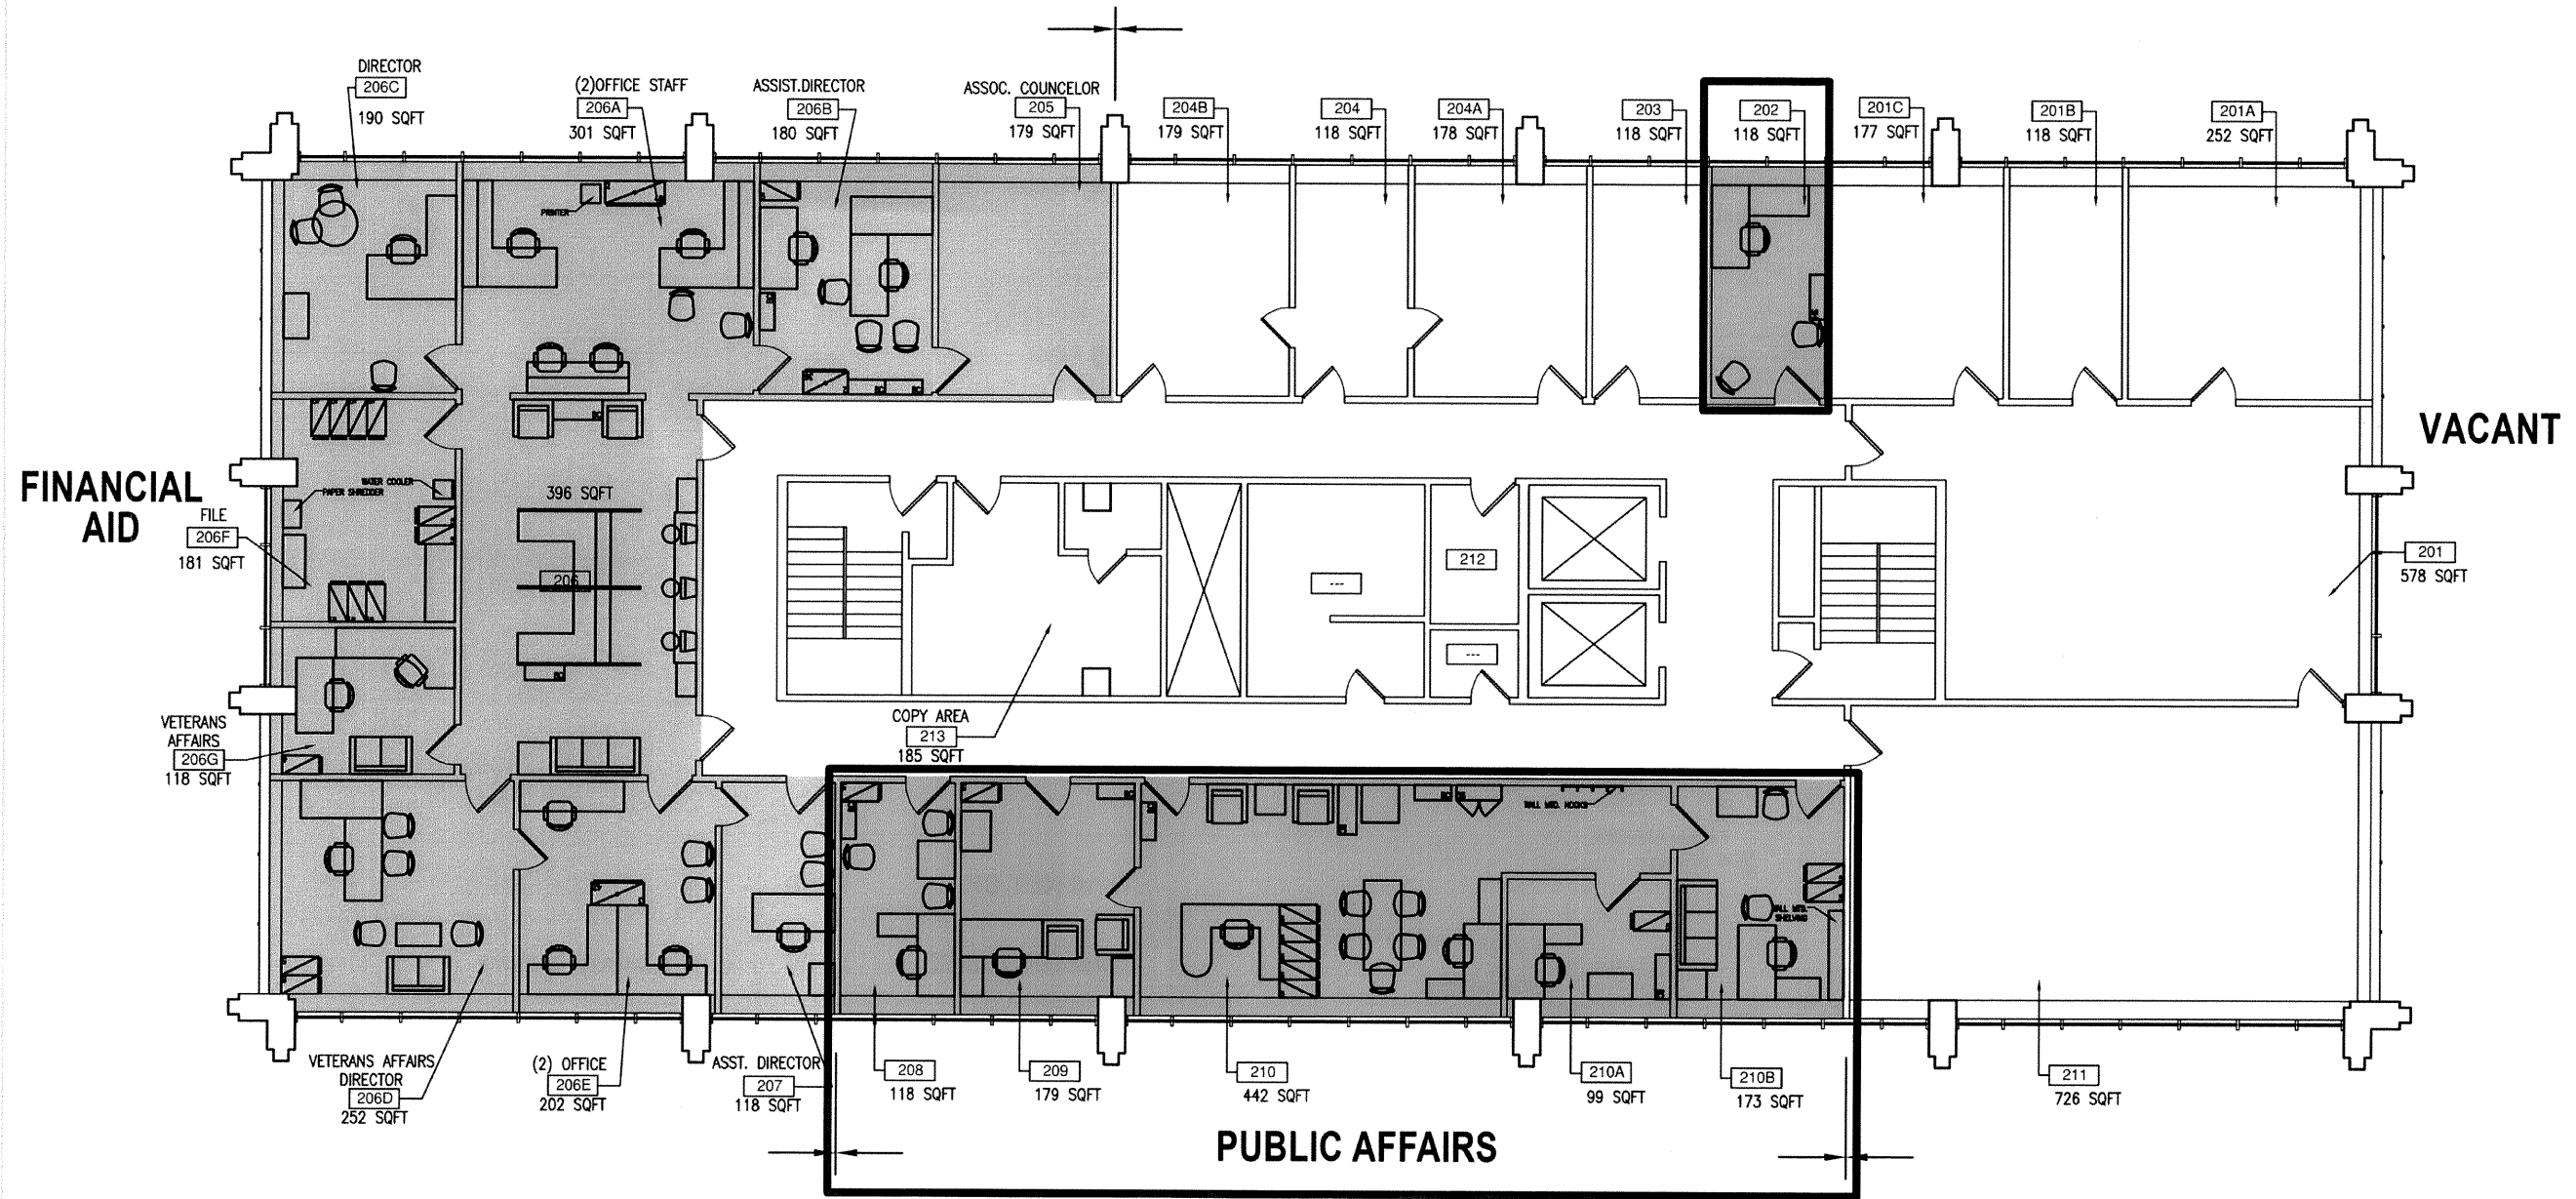 DIRECTOR
206C
190 SQFT
(2)OFFICE STAFF
206A
301 SQFT
ASSIST.DIRECTOR
206B
180 SQFT
ASSOC. COUNCELOR
205
179 SQFT
204B
179 SQFT
204
118 SQFT
204A
178 SQFT
203
118 SQFT
202
118 SQFT
201C
177 SQFT
201B
118 SQFT
201A
252 SQFT
PRINTER
VACANT
FINANCIAL
AID
WATER COOLER
PAPER SHREDDER
396 SQFT
FILE
206F
181 SQFT
206
---
212
---
201
578 SQFT
VETERANS
AFFAIRS
206G
118 SQFT
COPY AREA
213
185 SQFT
WALL MTD. HOOKS
WALL MTD.
SHELVING
VETERANS AFFAIRS
DIRECTOR
206D
252 SQFT
(2) OFFICE
206E
202 SQFT
ASST. DIRECTOR
207
118 SQFT
208
118 SQFT
209
179 SQFT
210
442 SQFT
210A
99 SQFT
210B
173 SQFT
211
726 SQFT
PUBLIC AFFAIRS